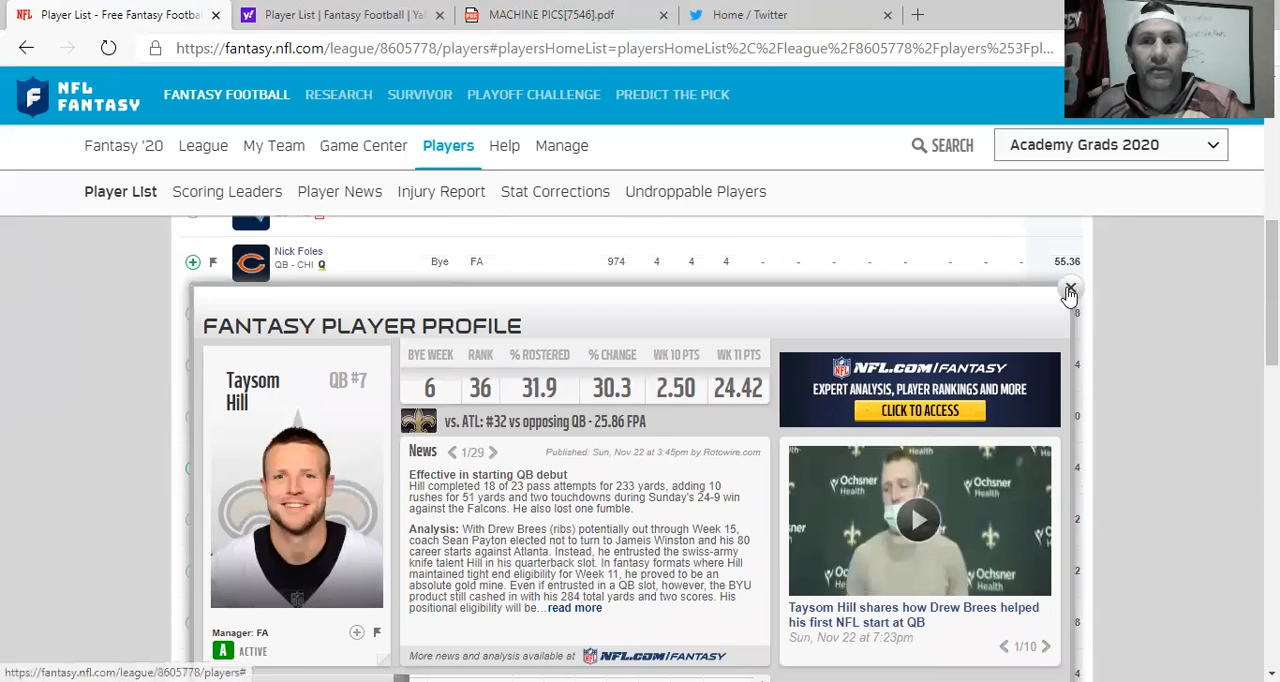 Player List - Free Fantasy Footba
Player List | Fantasy Football | Ya
MACHINE PICS[7546].pdf
Home / Twitter
https://fantasy.nfl.com/league/8605778/players#playersHomeList=playersHomeList%2C%2Fleague%2F8605778%2Fplayers%253Fpl...
NFL FANTASY
FANTASY FOOTBALL RESEARCH SURVIVOR PLAYOFF CHALLENGE PREDICT THE PICK
Fantasy '20 League My Team Game Center Players Help Manage SEARCH Academy Grads 2020
Player List Scoring Leaders Player News Injury Report Stat Corrections Undroppable Players
Nick Foles
QB - CHI Q Bye FA 974 4 4 4 - - - - - - - 55.36
FANTASY PLAYER PROFILE
Taysom Hill
QB #7
BYE WEEK RANK % ROSTERED % CHANGE WK 10 PTS WK 11 PTS
6 36 31.9 30.3 2.50 24.42
vs. ATL: #32 vs opposing QB - 25.86 FPA
News 1/29 Published: Sun, Nov 22 at 3:45pm by Rotowire.com
Effective in starting QB debut
Hill completed 18 of 23 pass attempts for 233 yards, adding 10
rushes for 51 yards and two touchdowns during Sunday's 24-9 win
against the Falcons. He also lost one fumble.
Analysis: With Drew Brees (ribs) potentially out through Week 15,
coach Sean Payton elected not to turn to Jameis Winston and his 80
career starts against Atlanta. Instead, he entrusted the swiss-army
knife talent Hill in his quarterback slot. In fantasy formats where Hill
maintained tight end eligibility for Week 11, he proved to be an
absolute gold mine. Even if entrusted in a QB slot, however, the BYU
product still cashed in with his 284 total yards and two scores. His
positional eligibility will be...read more
More news and analysis available at NFL.COM/FANTASY
NFL.COM/FANTASY
EXPERT ANALYSIS, PLAYER RANKINGS AND MORE
CLICK TO ACCESS
Health
Ochsner Health
Ochsner Health
Ochsner Health
Taysom Hill shares how Drew Brees helped
his first NFL start at QB
Sun, Nov 22 at 7:23pm
1/10
Manager: FA
A ACTIVE
https://fantasy.nfl.com/league/8605778/players#